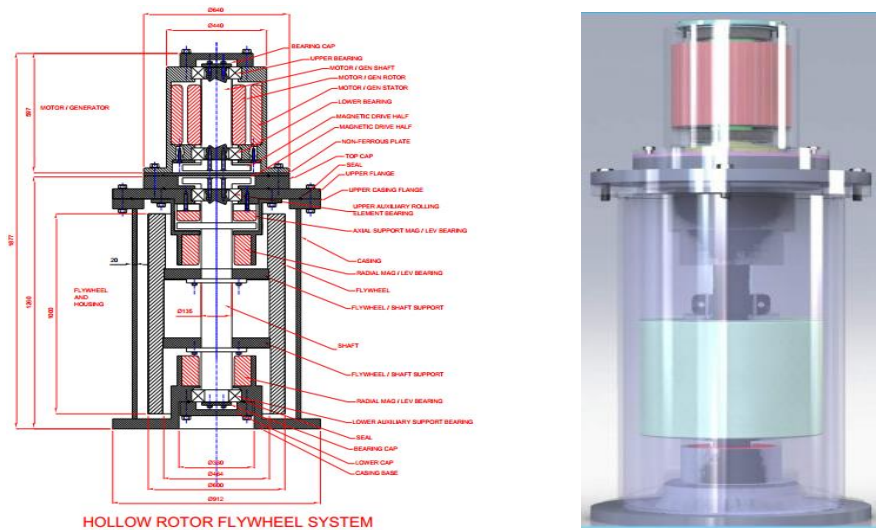 Ø640
Ø440
BEARING CAP
UPPER BEARING
MOTOR / GEN SHAFT
MOTOR / GEN ROTOR
MOTOR / GEN STATOR
LOWER BEARING
MAGNETIC DRIVE HALF
MAGNETIC DRIVE HALF
NON-FERROUS PLATE
TOP CAP
SEAL
UPPER FLANGE
UPPER CASING FLANGE
UPPER AUXILIARY ROLLING
ELEMENT BEARING
AXIAL SUPPORT MAG / LEV BEARING
CASING
RADIAL MAG / LEV BEARING
FLYWHEEL
FLYWHEEL / SHAFT SUPPORT
SHAFT
FLYWHEEL / SHAFT SUPPORT
RADIAL MAG / LEV BEARING
LOWER AUXILIARY SUPPORT BEARING
SEAL
BEARING CAP
LOWER CAP
CASING BASE
MOTOR / GENERATOR
20
FLYWHEEL
AND
HOUSING
Ø912
HOLLOW ROTOR FLYWHEEL SYSTEM